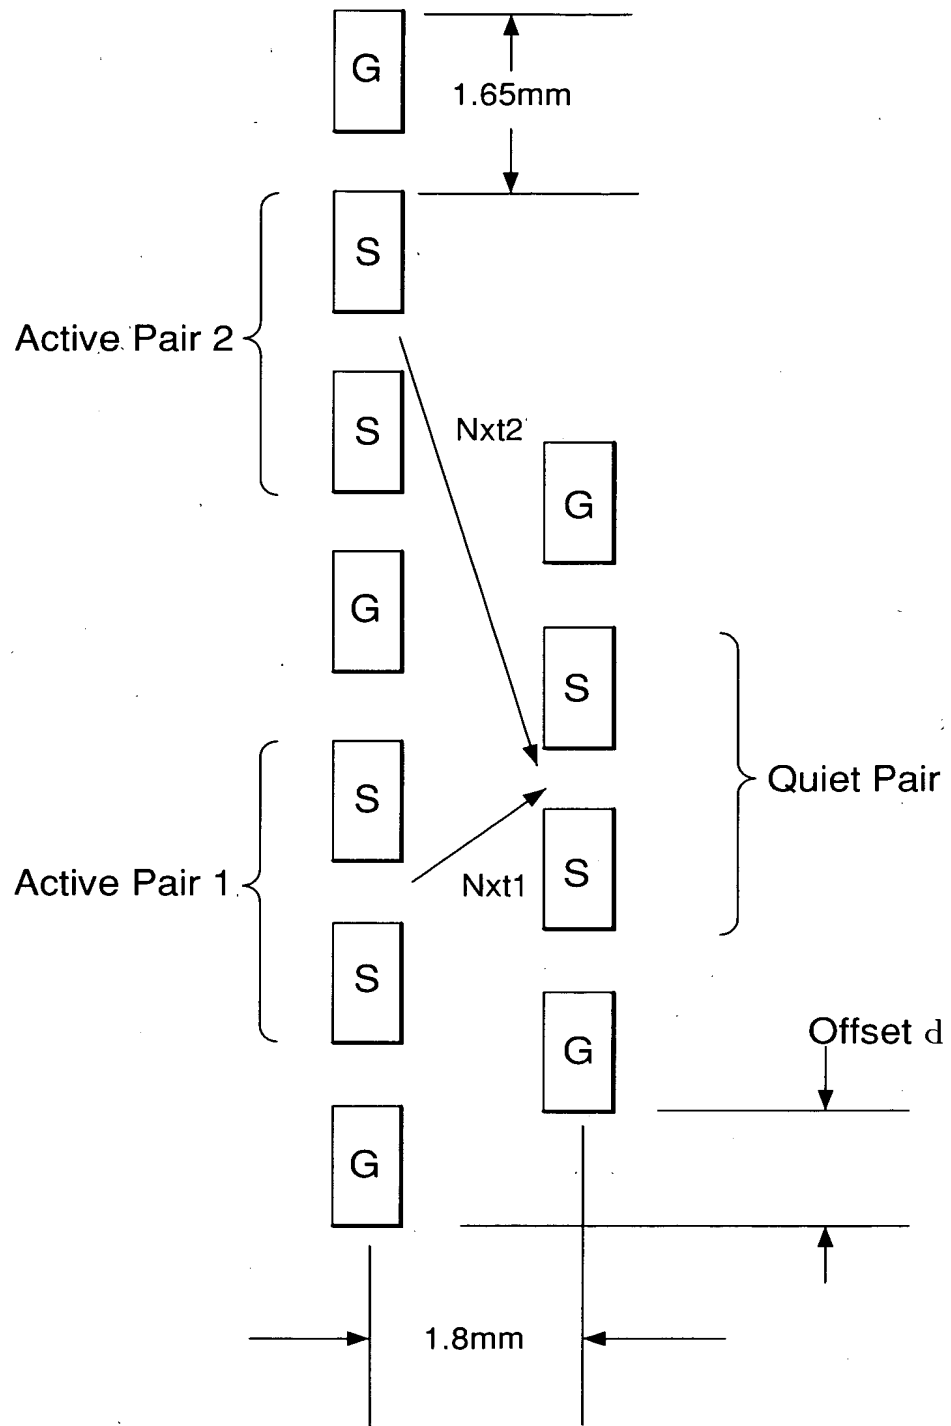 G
1.65mm
S
Active Pair 2
Nxt2
S
G
G
S
Quiet Pair
S
Active Pair 1
Nxt1
S
S
Offset d
G
G
1.8mm